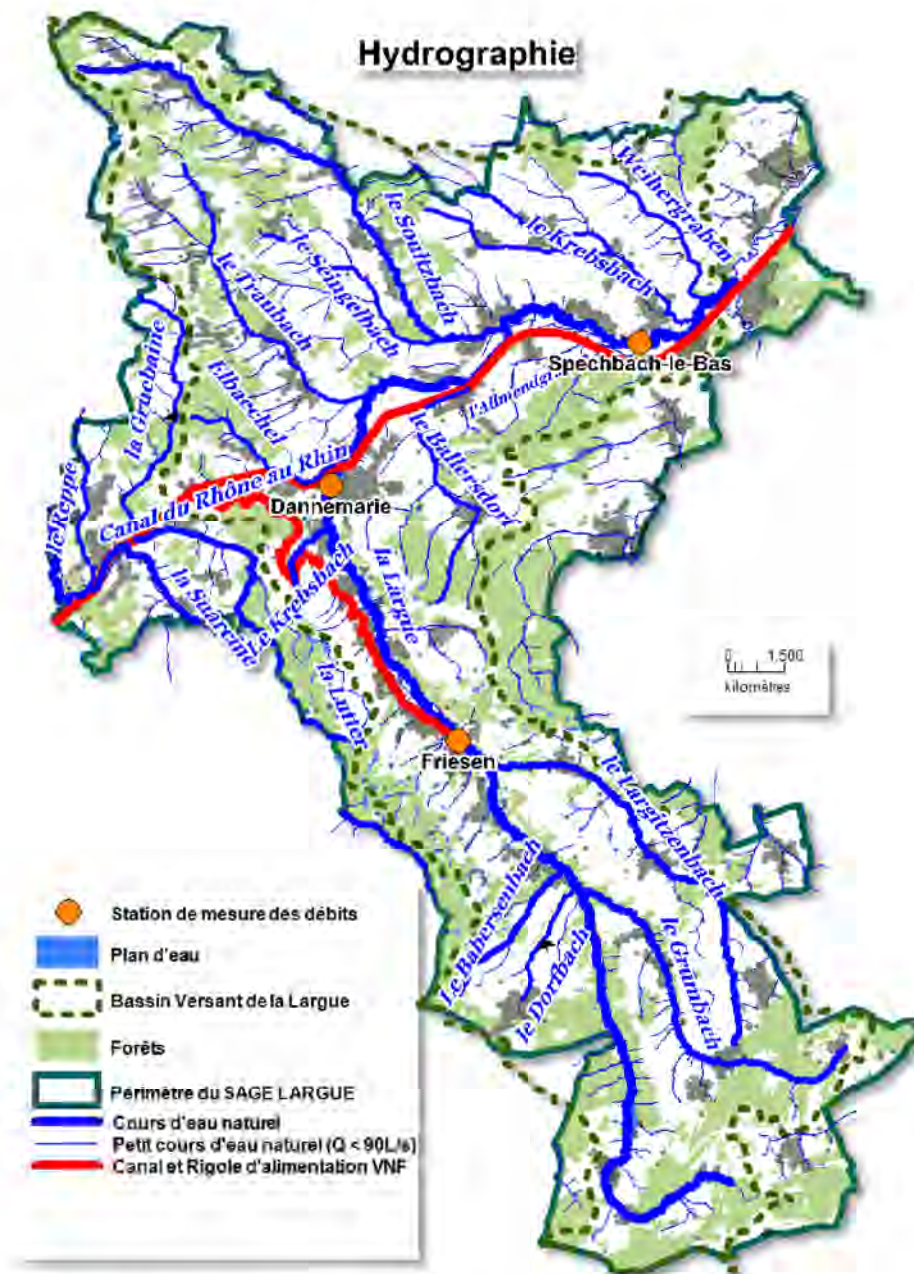 Hydrographie
Weihergraben
le Krebsbach
le Soultzbach
le Seingelbach
le Traubach
Spechbach-le-Bas
la Gruebaine
Elbaechel
le Ballersdorf
Canal du Rhône au Rhin
le Reppe
Dannemarie
la Largue
la Suarcine
Le Krebsbach
la Lutter
0 1,500
kilomètres
Friesen
le Largitzenbach
Le Babersenbach
le Dorfbach
le Grumbach
Station de mesure des débits
Plan d'eau
Bassin Versant de la Largue
Forêts
Périmètre du SAGE LARGUE
Cours d'eau naturel
Petit cours d'eau naturel (Q < 90L/s)
Canal et Rigole d'alimentation VNF